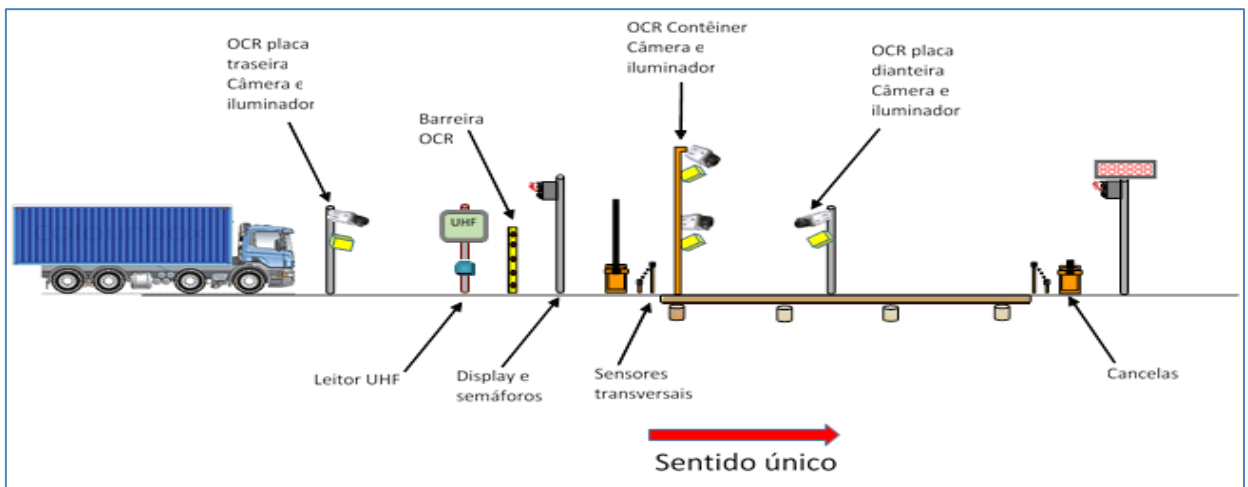 OCR placa
traseira
Câmera e
iluminador
Barreira
OCR
OCR Contêiner
Câmera e
iluminador
OCR placa
dianteira
Câmera e
iluminador
UHF
Leitor UHF
Display e
semáforos
Sensores
transversais
Cancelas
Sentido único